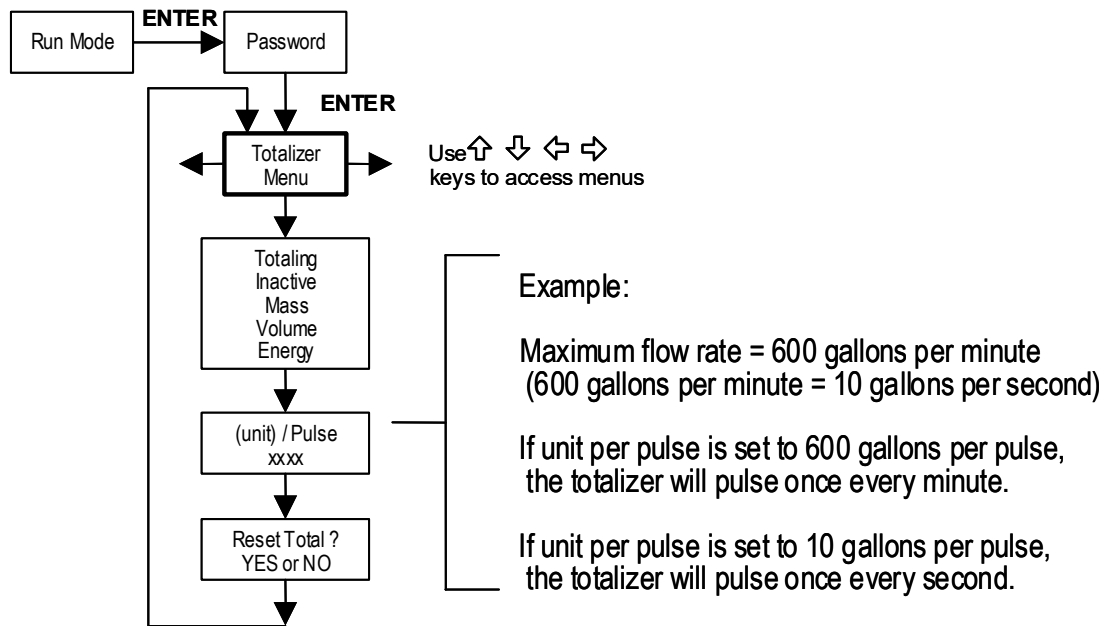 ENTER
Run Mode
Password
ENTER
Totalizer
Menu
Use ⇧ ⇩ ⇦ ⇨
keys to access menus
Totaling
Inactive
Mass
Volume
Energy
(unit) / Pulse
xxxx
Reset Total ?
YES or NO
Example:
Maximum flow rate = 600 gallons per minute
(600 gallons per minute = 10 gallons per second)
If unit per pulse is set to 600 gallons per pulse,
the totalizer will pulse once every minute.
If unit per pulse is set to 10 gallons per pulse,
the totalizer will pulse once every second.